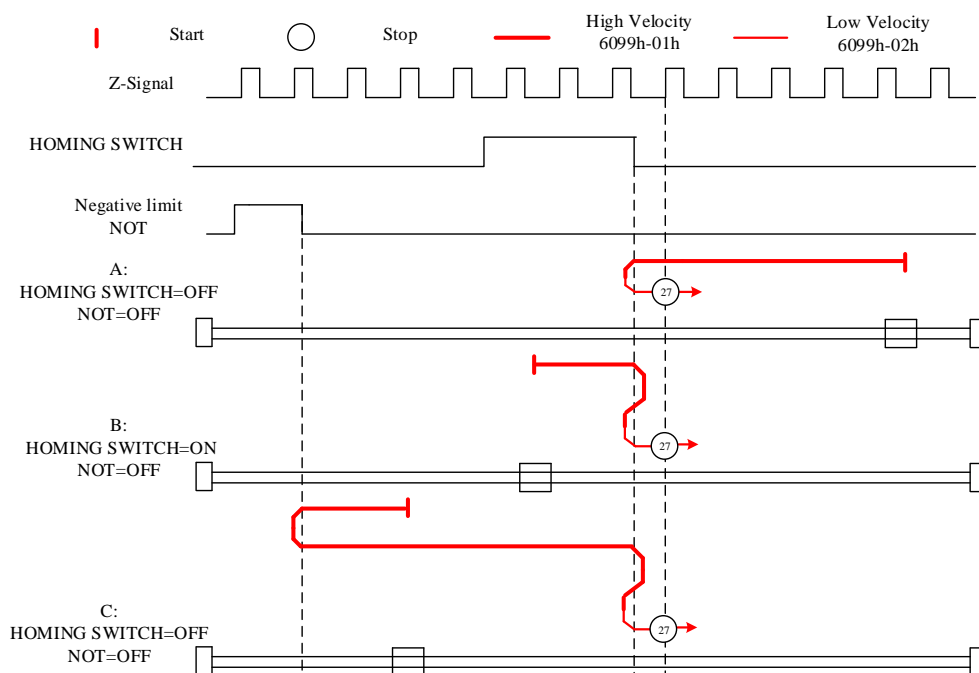 Start
Stop
High Velocity
6099h-01h
Low Velocity
6099h-02h
Z-Signal
HOMING SWITCH
Negative limit
NOT
A:
HOMING SWITCH=OFF
NOT=OFF
27
B:
HOMING SWITCH=ON
NOT=OFF
27
C:
HOMING SWITCH=OFF
NOT=OFF
27